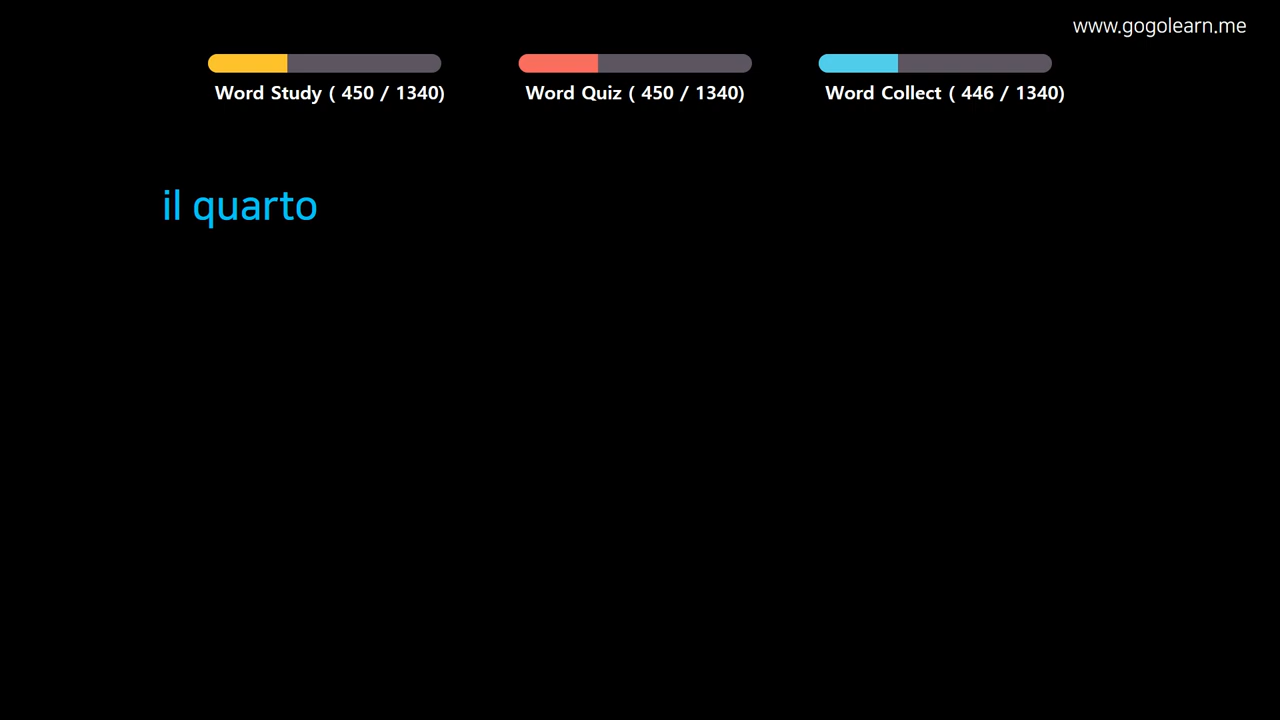 www.gogolearn.me
Word Study ( 450 / 1340)
Word Quiz ( 450 / 1340)
Word Collect ( 446 / 1340)
il quarto